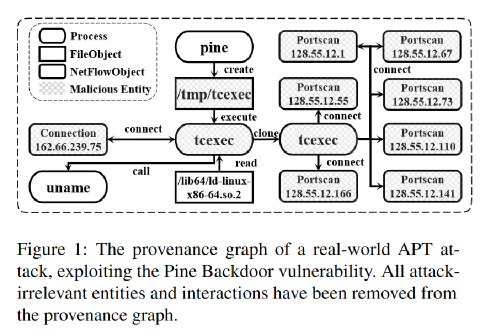 Process
FileObject
NetFlowObject
Malicious Entity
pine
create
/tmp/tcexec
execute
Connection
162.66.239.75
connect
tcexec
clone
tcexec
call
read
uname
/lib64/ld-linux-
x86-64.so.2
Portscan
128.55.12.1
Portscan
128.55.12.67
connect
Portscan
128.55.12.55
connect
Portscan
128.55.12.73
Portscan
128.55.12.110
connect
Portscan
128.55.12.166
Portscan
128.55.12.141
Figure 1: The provenance graph of a real-world APT at-
tack, exploiting the Pine Backdoor vulnerability. All attack-
irrelevant entities and interactions have been removed from
the provenance graph.